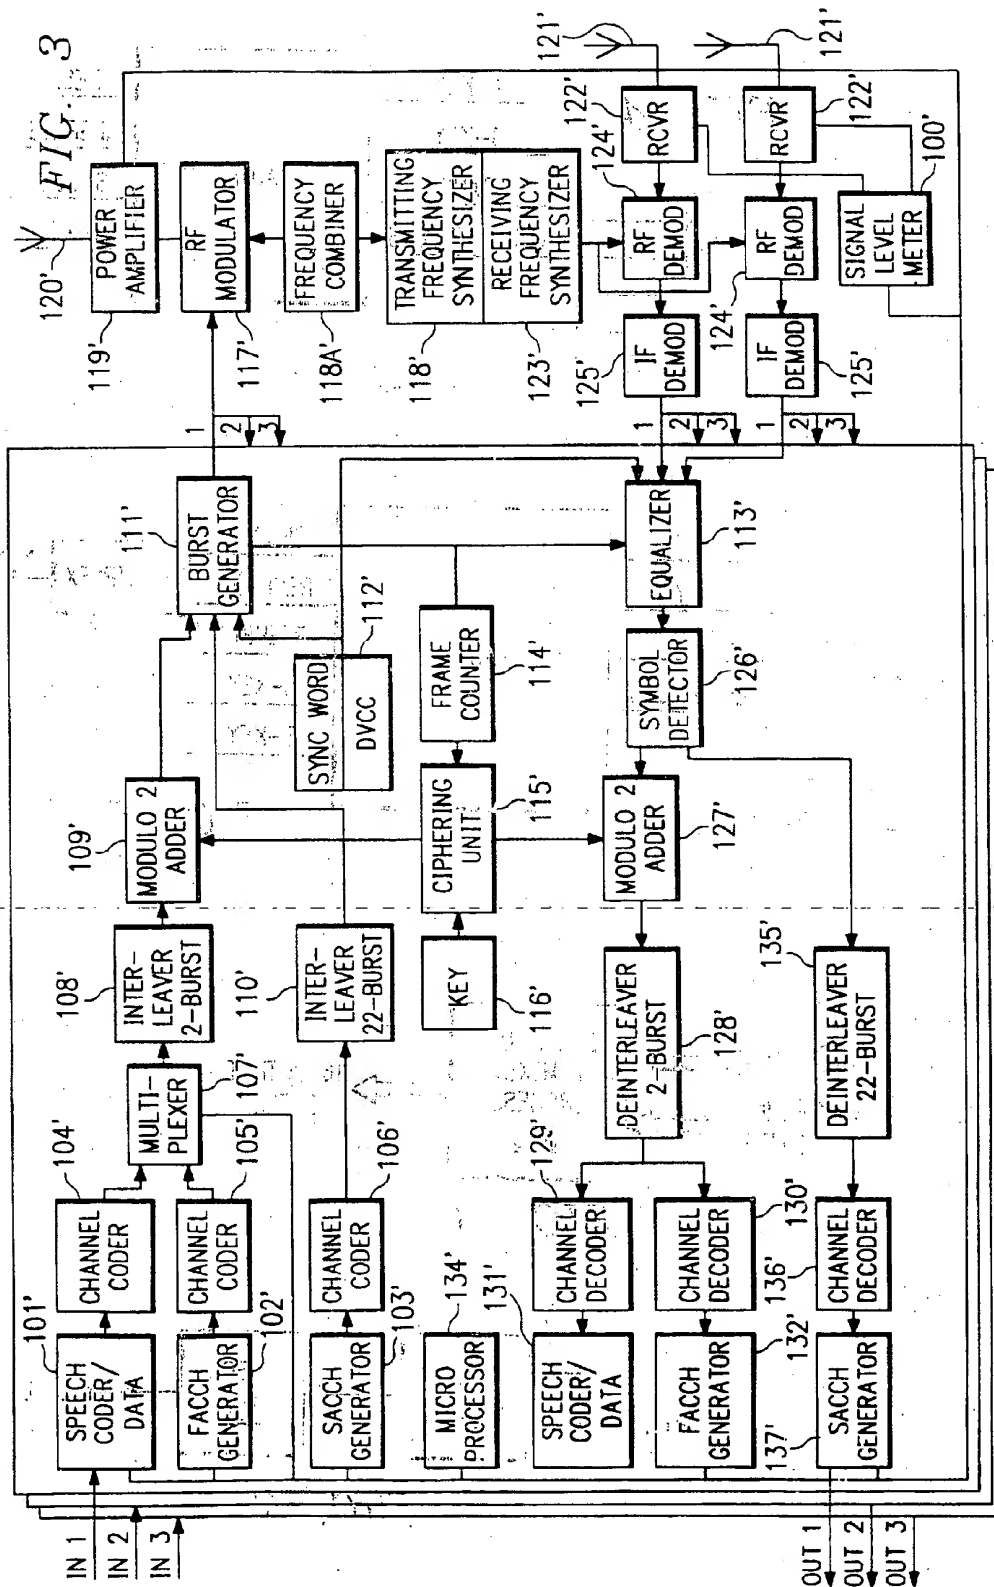 FIG. 3
IN 1
IN 2
IN 3
101'
SPEECH
CODER/
DATA
104'
CHANNEL
CODER
FACCH
GENERATOR
102'
CHANNEL
CODER
105'
MULTI-
PLEXER
107'
108'
INTER-
LEAVER
2-BURST
109'
MODULO 2
ADDER
SACCH
GENERATOR
103'
CHANNEL
CODER
106'
110'
INTER-
LEAVER
22-BURST
SYNC WORD
DVCC
112'
111'
BURST
GENERATOR
1
2
3
120'
POWER
AMPLIFIER
119'
RF
MODULATOR
117'
FREQUENCY
COMBINER
118A'
TRANSMITTING
FREQUENCY
SYNTHESIZER
118'
RECEIVING
FREQUENCY
SYNTHESIZER
123'
MICRO
PROCESSOR
134'
KEY
116'
CIPHERING
UNIT
115'
FRAME
COUNTER
114'
EQUALIZER
113'
SYMBOL
DETECTOR
126'
MODULO 2
ADDER
127'
DEINTERLEAVER
2-BURST
128'
129'
CHANNEL
DECODER
131'
SPEECH
CODER/
DATA
CHANNEL
DECODER
130'
FACCH
GENERATOR
132'
135'
DEINTERLEAVER
22-BURST
CHANNEL
DECODER
136'
SACCH
GENERATOR
137'
OUT 1
OUT 2
OUT 3
121'
RCVR
122'
124'
RF
DEMOD
IF
DEMOD
125'
1
2
3
121'
RCVR
122'
RF
DEMOD
124'
IF
DEMOD
125'
1
2
3
SIGNAL
LEVEL
METER
100'